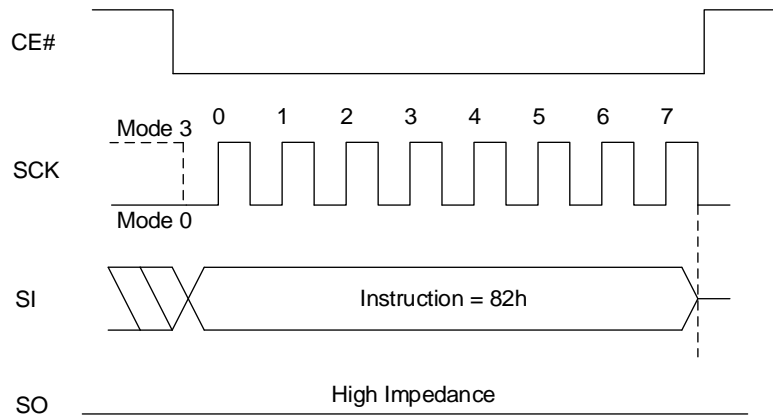 CE#
0 1 2 3 4 5 6 7
Mode 3
SCK
Mode 0
SI
Instruction = 82h
SO
High Impedance